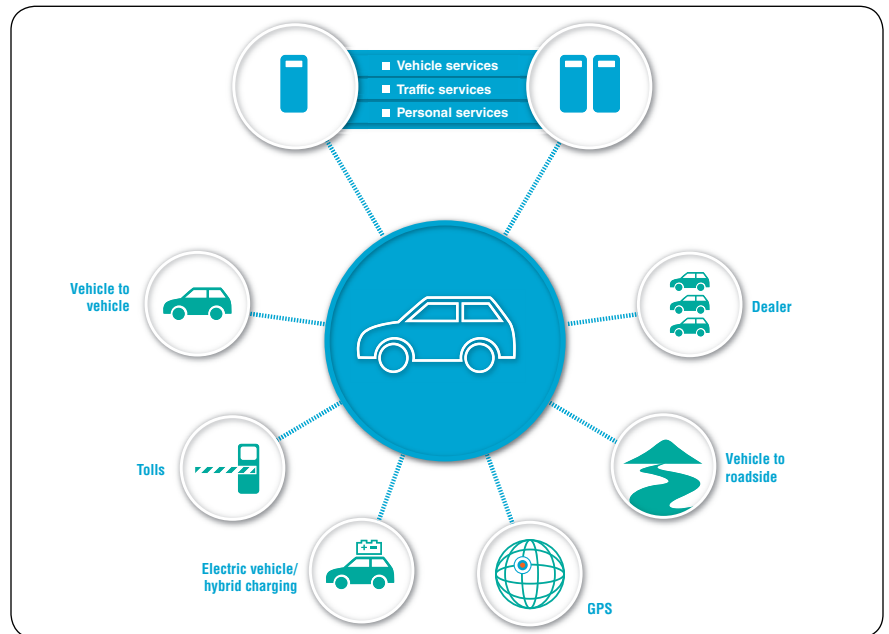 Vehicle services
Traffic services
Personal services
Vehicle to
vehicle
Dealer
Tolls
Vehicle to
roadside
Electric vehicle/
hybrid charging
GPS